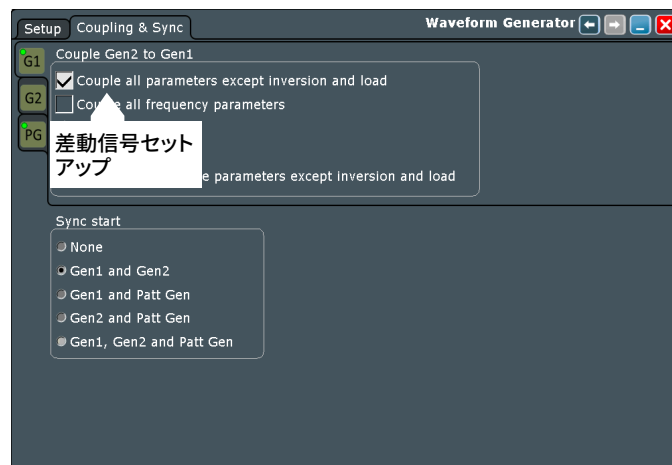 Setup
Coupling & Sync
Waveform Generator
G1
G2
PG
Couple Gen2 to Gen1
Couple all parameters except inversion and load
Couple all frequency parameters
差動信号セット
アップ
parameters except inversion and load
Sync start
None
Gen1 and Gen2
Gen1 and Patt Gen
Gen2 and Patt Gen
Gen1, Gen2 and Patt Gen